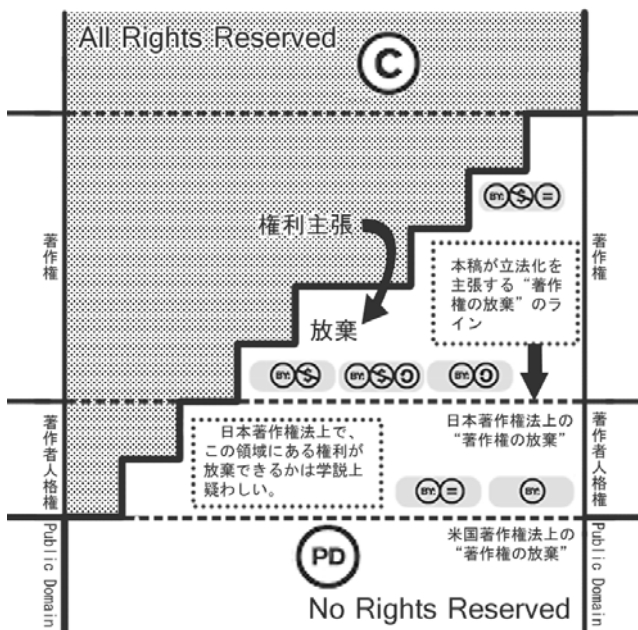 All Rights Reserved
C
BY: $ =
権利主張
著作権
著作権
本稿が立法化を
主張する“著作
権の放棄”のラ
イン
放棄
BY: $
BY: $
BY:
日本著作権法上で、
この領域にある権利が
放棄できるかは学説上
疑わしい。
日本著作権法上の
“著作権の放棄”
著作者人格権
著作者人格権
BY: =
BY:
米国著作権法上の
“著作権の放棄”
PD
Public Domain
Public Domain
No Rights Reserved